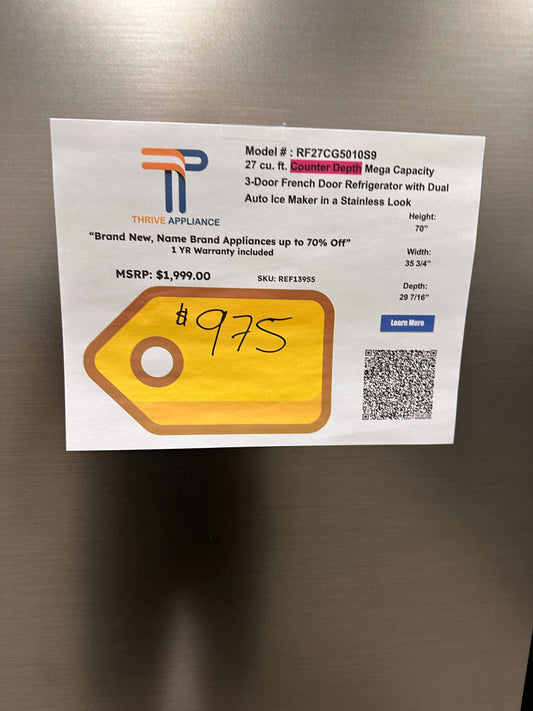 Model # : RF27CG5010S9
27 cu. ft. Counter Depth Mega Capacity
3-Door French Door Refrigerator with Dual
Auto Ice Maker in a Stainless Look
THRIVE APPLIANCE
"Brand New, Name Brand Appliances up to 70% Off"
1 YR Warranty included
MSRP: $1,999.00
SKU: REF13955
$975
Height:
70"
Width:
35 3/4"
Depth:
29 7/16"
Learn More